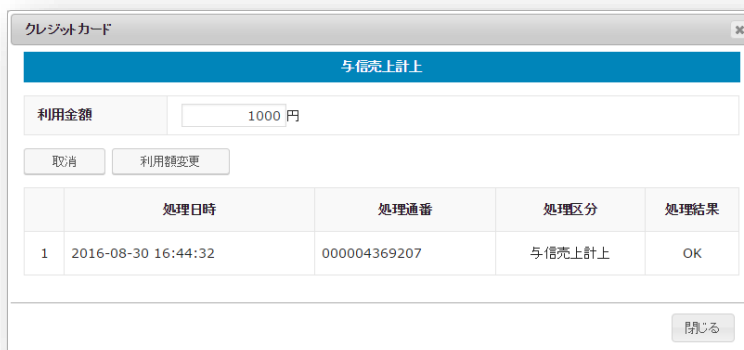 クレジットカード
与信売上計上
利用金額 1000 円
取消 利用額変更
処理日時 処理通番 処理区分 処理結果
1 2016-08-30 16:44:32 000004369207 与信売上計上 OK
閉じる